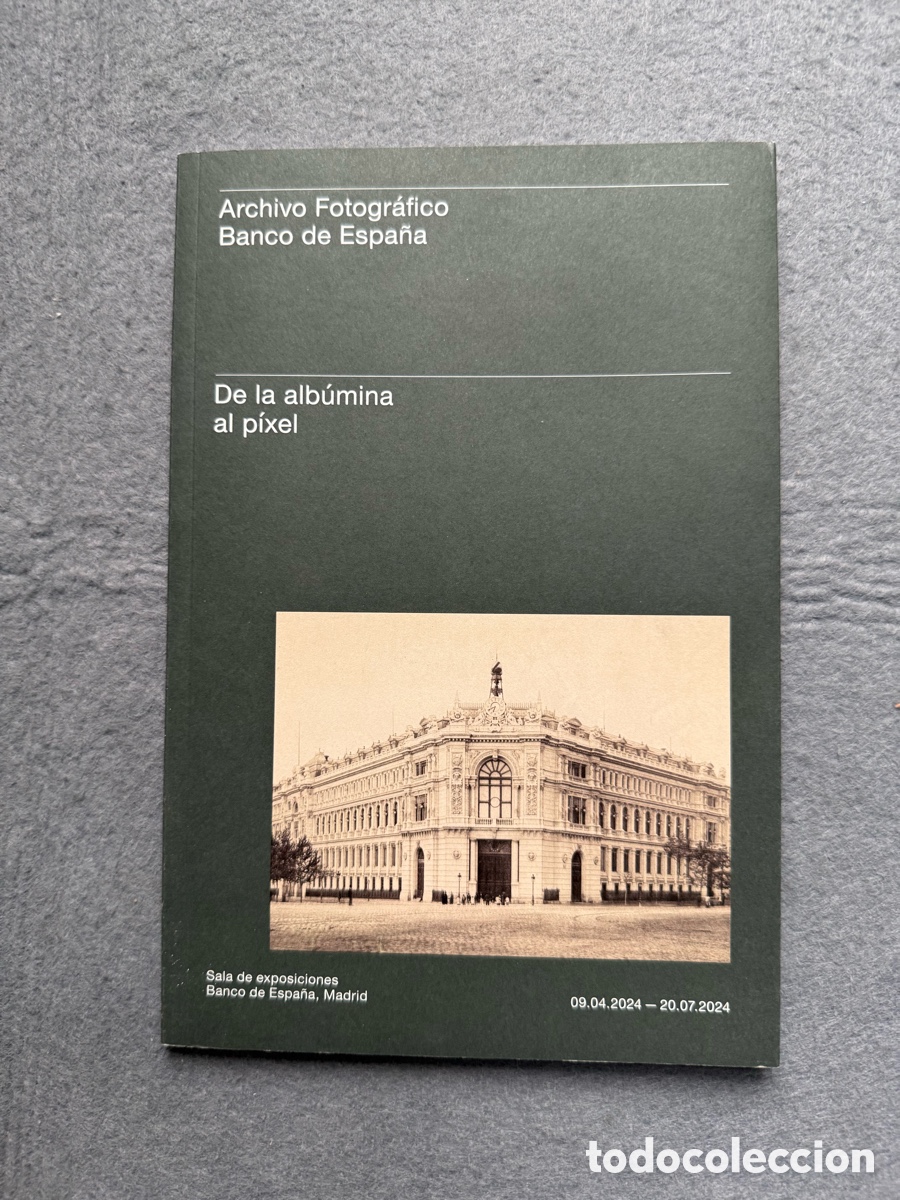 Archivo Fotográfico
Banco de España
De la albúmina
al píxel
Sala de exposiciones
Banco de España, Madrid
09.04.2024 — 20.07.2024
todocoleccion